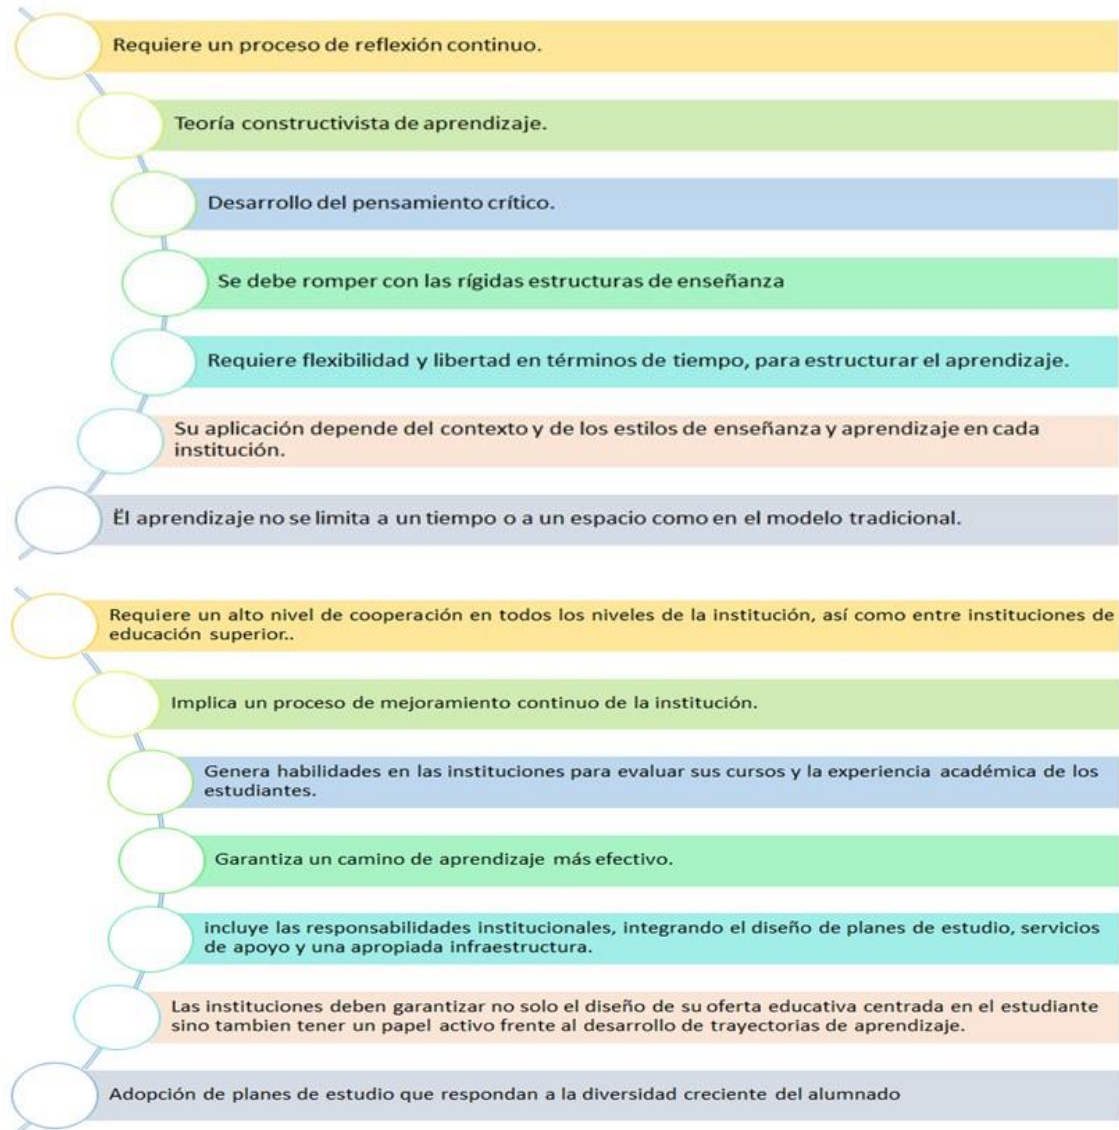 Requiere un proceso de reflexión continuo.
Teoría constructivista de aprendizaje.
Desarrollo del pensamiento crítico.
Se debe romper con las rígidas estructuras de enseñanza
Requiere flexibilidad y libertad en términos de tiempo, para estructurar el aprendizaje.
Su aplicación depende del contexto y de los estilos de enseñanza y aprendizaje en cada
institución.
Ël aprendizaje no se limita a un tiempo o a un espacio como en el modelo tradicional.
Requiere un alto nivel de cooperación en todos los niveles de la institución, así como entre instituciones de
educación superior..
Implica un proceso de mejoramiento continuo de la institución.
Genera habilidades en las instituciones para evaluar sus cursos y la experiencia académica de los
estudiantes.
Garantiza un camino de aprendizaje más efectivo.
incluye las responsabilidades institucionales, integrando el diseño de planes de estudio, servicios
de apoyo y una apropiada infraestructura.
Las instituciones deben garantizar no solo el diseño de su oferta educativa centrada en el estudiante
sino tambien tener un papel activo frente al desarrollo de trayectorias de aprendizaje.
Adopción de planes de estudio que respondan a la diversidad creciente del alumnado